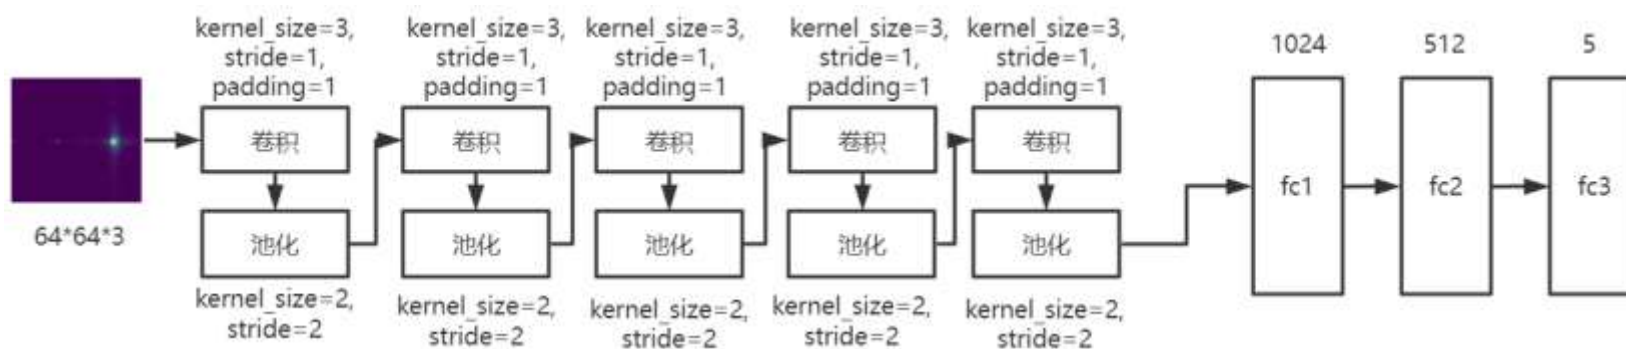 64*64*3
kernel_size=3,
stride=1,
padding=1
卷积
池化
kernel_size=2,
stride=2
kernel_size=3,
stride=1,
padding=1
卷积
池化
kernel_size=2,
stride=2
kernel_size=3,
stride=1,
padding=1
卷积
池化
kernel_size=2,
stride=2
kernel_size=3,
stride=1,
padding=1
卷积
池化
kernel_size=2,
stride=2
kernel_size=3,
stride=1,
padding=1
卷积
池化
kernel_size=2,
stride=2
1024
fc1
512
fc2
5
fc3